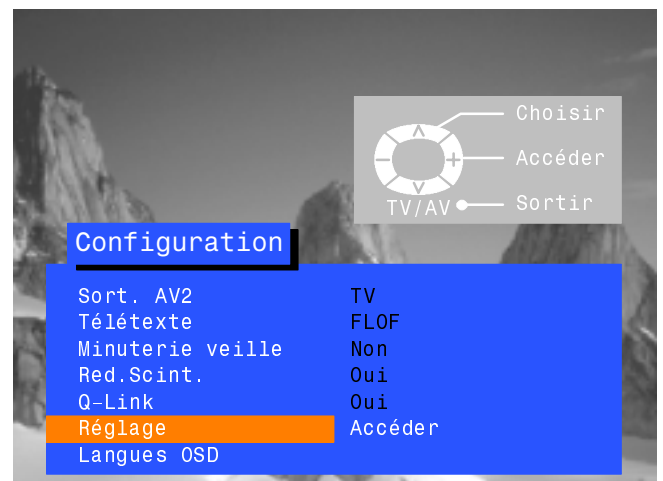 Choisir
Accéder
TV/AV Sortir
Configuration
Sort. AV2 TV
Télétexte FLOF
Minuterie veille Non
Red.Scint. Oui
Q-Link Oui
Réglage Accéder
Langues OSD